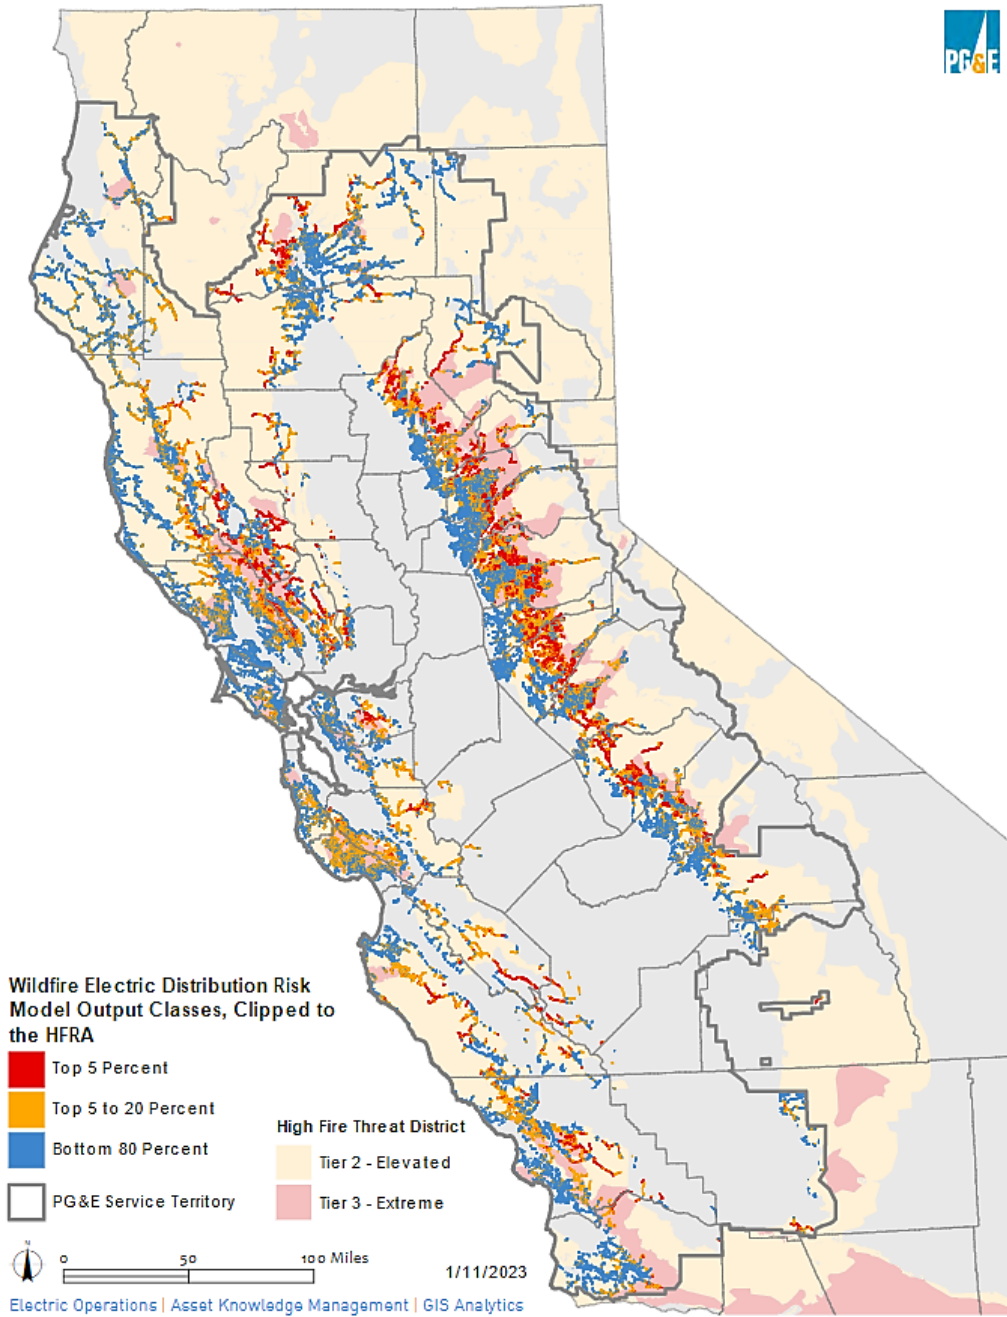 PG&E
Wildfire Electric Distribution Risk
Model Output Classes, Clipped to
the HFRA
Top 5 Percent
Top 5 to 20 Percent
Bottom 80 Percent
PG&E Service Territory
High Fire Threat District
Tier 2 - Elevated
Tier 3 - Extreme
N
0 50 100 Miles
1/11/2023
Electric Operations | Asset Knowledge Management | GIS Analytics